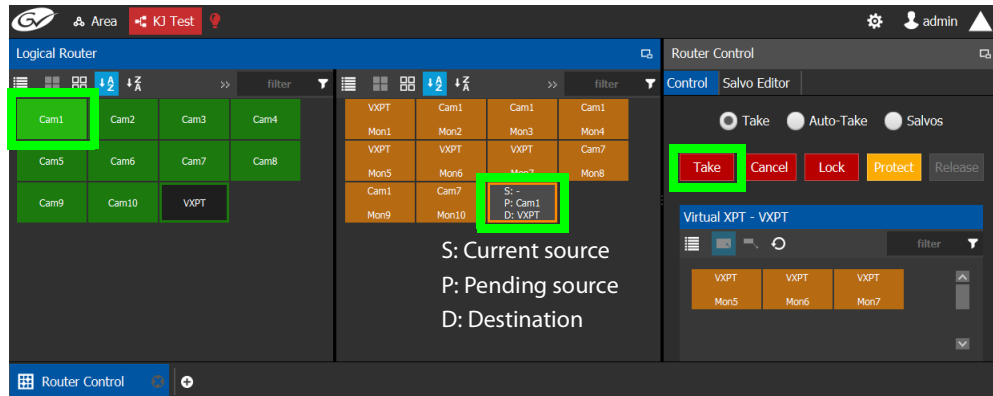 GV Area KJ Test admin
Logical Router
Router Control
filter
filter
Control Salvo Editor
Cam1 Cam2 Cam3 Cam4
Cam5 Cam6 Cam7 Cam8
Cam9 Cam10 VXPT
VXPT Cam1 Cam1 Cam1
Mon1 Mon2 Mon3 Mon4
VXPT VXPT VXPT Cam7
Mon5 Mon6 Mon7 Mon8
Cam1 Cam7 S: -
P: Cam1
Mon9 Mon10 D: VXPT
S: Current source
P: Pending source
D: Destination
Take Auto-Take Salvos
Take Cancel Lock Protect Release
Virtual XPT - VXPT
filter
VXPT VXPT VXPT
Mon5 Mon6 Mon7
Router Control